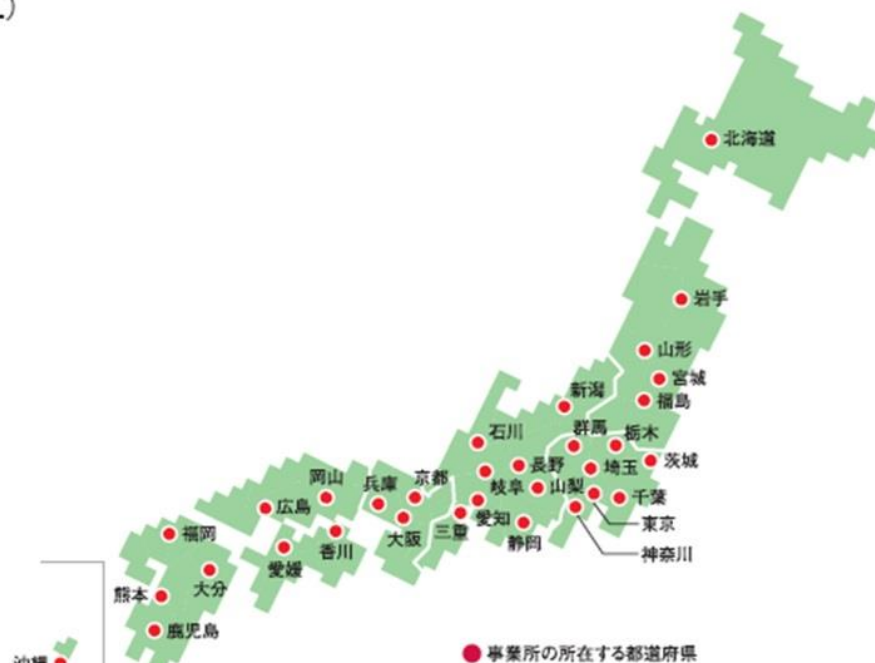 北海道
岩手
山形
宮城
福島
新潟
群馬
栃木
石川
茨城
長野
埼玉
岐阜
山梨
千葉
岡山
兵庫
京都
広島
愛知
東京
三重
福岡
大阪
静岡
香川
神奈川
愛媛
大分
熊本
鹿児島
事業所の所在する都道府県